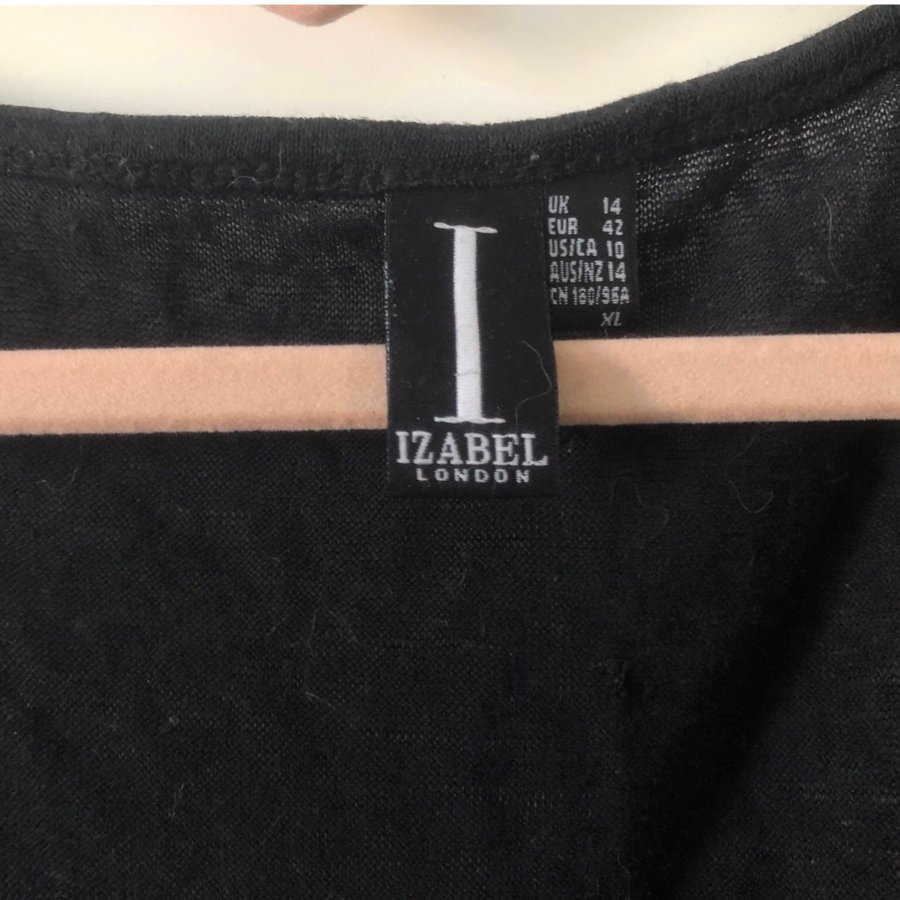 I
IZABEL
LONDON
UK 14
EUR 42
US/CA 10
AUS/NZ 14
CN 180/96A
XL